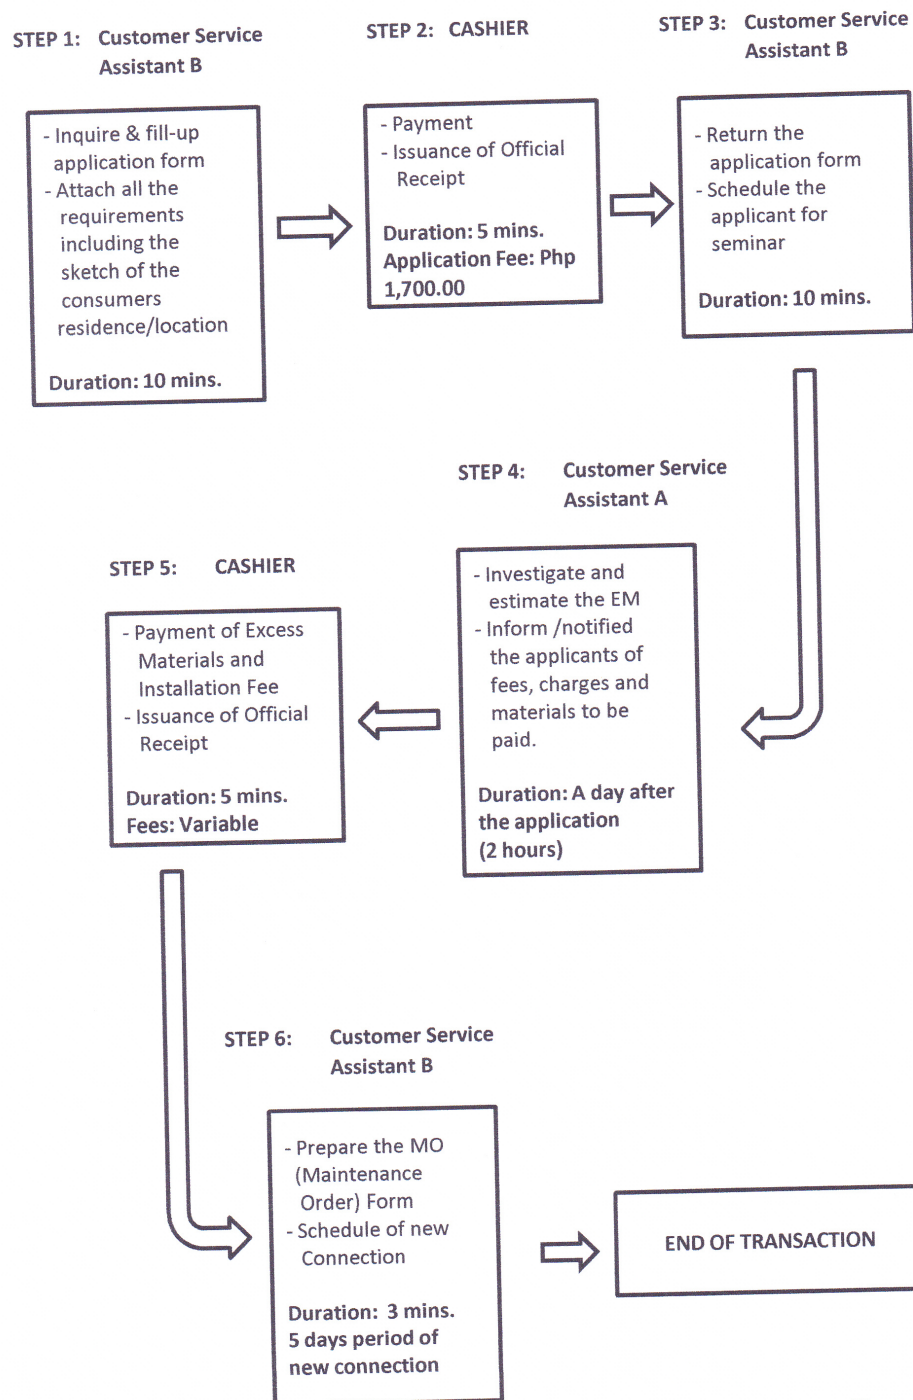 STEP 1: Customer Service
Assistant B
- Inquire & fill-up
application form
- Attach all the
requirements
including the
sketch of the
consumers
residence/location
Duration: 10 mins.
STEP 2: CASHIER
- Payment
- Issuance of Official
Receipt
Duration: 5 mins.
Application Fee: Php
1,700.00
STEP 3: Customer Service
Assistant B
- Return the
application form
- Schedule the
applicant for
seminar
Duration: 10 mins.
STEP 4: Customer Service
Assistant A
- Investigate and
estimate the EM
- Inform /notified
the applicants of
fees, charges and
materials to be
paid.
Duration: A day after
the application
(2 hours)
STEP 5: CASHIER
- Payment of Excess
Materials and
Installation Fee
- Issuance of Official
Receipt
Duration: 5 mins.
Fees: Variable
STEP 6: Customer Service
Assistant B
- Prepare the MO
(Maintenance
Order) Form
- Schedule of new
Connection
Duration: 3 mins.
5 days period of
new connection
END OF TRANSACTION